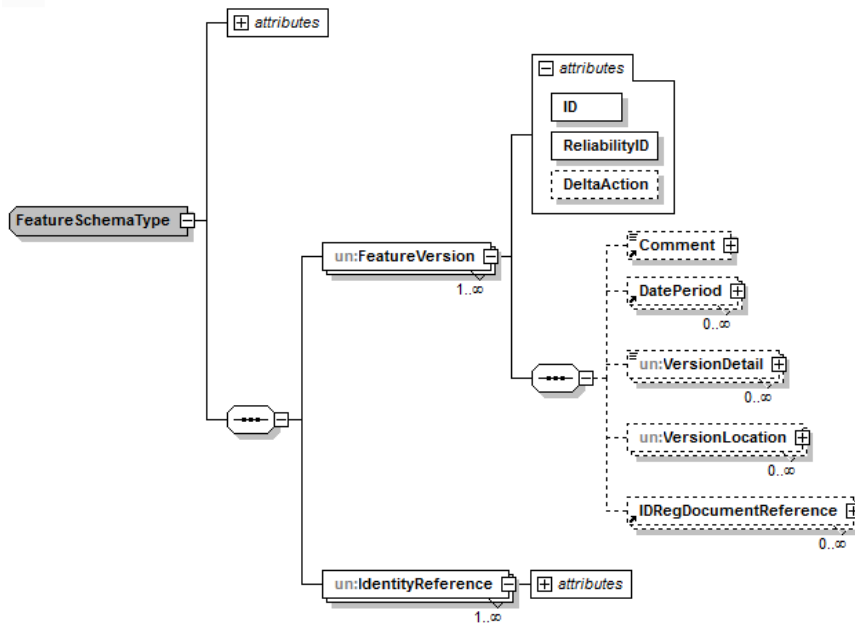 attributes
attributes
ID
ReliabilityID
DeltaAction
FeatureSchemaType
un:FeatureVersion
1..∞
Comment
DatePeriod
0..∞
un:VersionDetail
0..∞
un:VersionLocation
0..∞
IDRegDocumentReference
0..∞
un:IdentityReference
1..∞
attributes